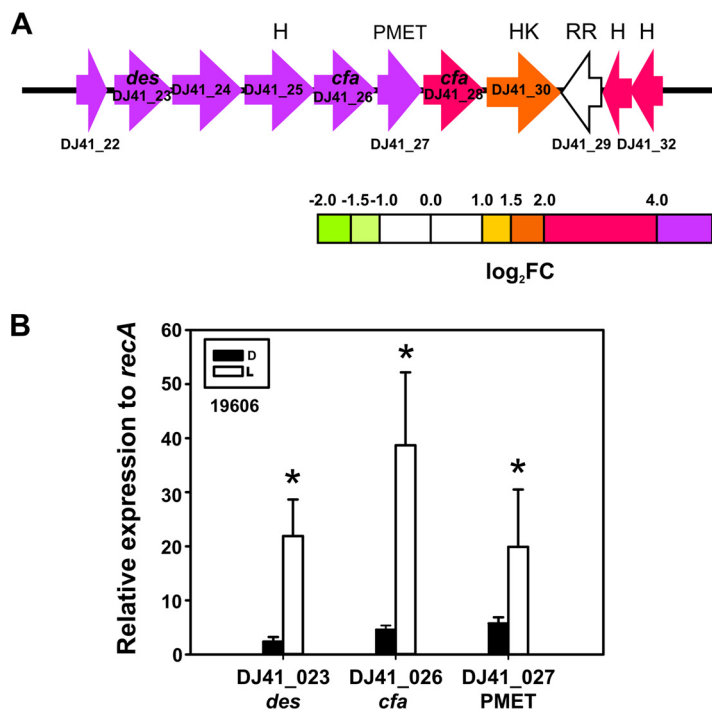 A
H PMET HK RR H H
des cfa cfa
DJ41_23 DJ41_24 DJ41_25 DJ41_26 DJ41_28 DJ41_30
DJ41_22 DJ41_27 DJ41_29 DJ41_32
-2.0 -1.5 -1.0 0.0 1.0 1.5 2.0 4.0
log₂FC
B
Relative expression to recA
60
50
40
30
20
10
0
D
L
19606
* * *
DJ41_023 DJ41_026 DJ41_027
des cfa PMET